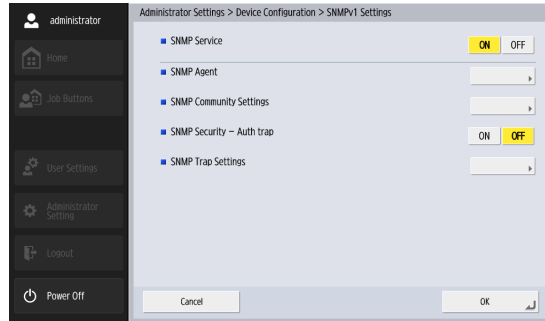 administrator
Home
Job Buttons
User Settings
Administrator
Setting
Logout
Power Off
Administrator Settings > Device Configuration > SNMPv1 Settings
SNMP Service
ON OFF
SNMP Agent
SNMP Community Settings
SNMP Security – Auth trap
ON OFF
SNMP Trap Settings
Cancel
OK